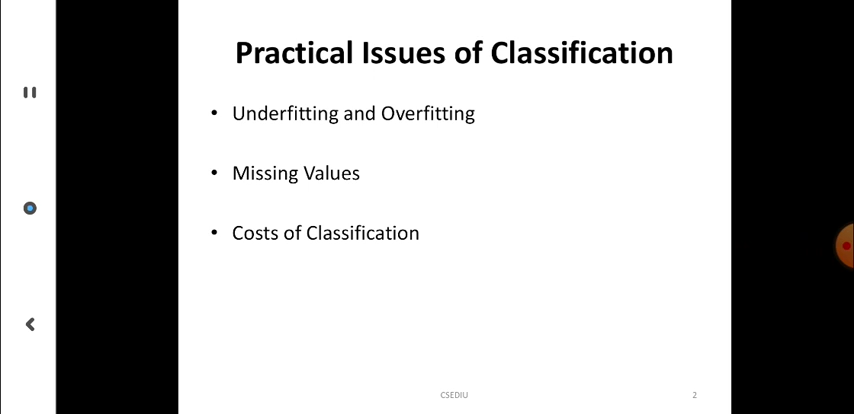 Practical Issues of Classification
• Underfitting and Overfitting
• Missing Values
• Costs of Classification
CSEDIU
2